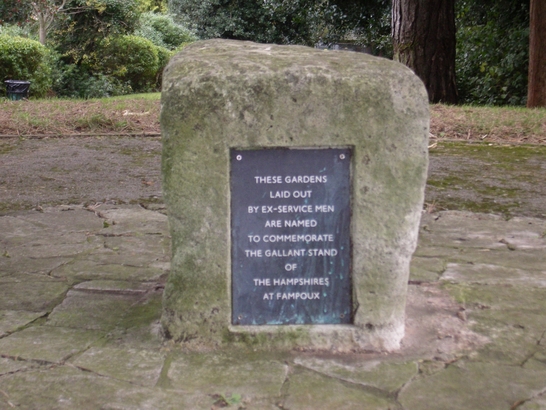 THESE GARDENS
LAID OUT
BY EX-SERVICE MEN
ARE NAMED
TO COMMEMORATE
THE GALLANT STAND
OF
THE HAMPSHIRES
AT FAMPOUX